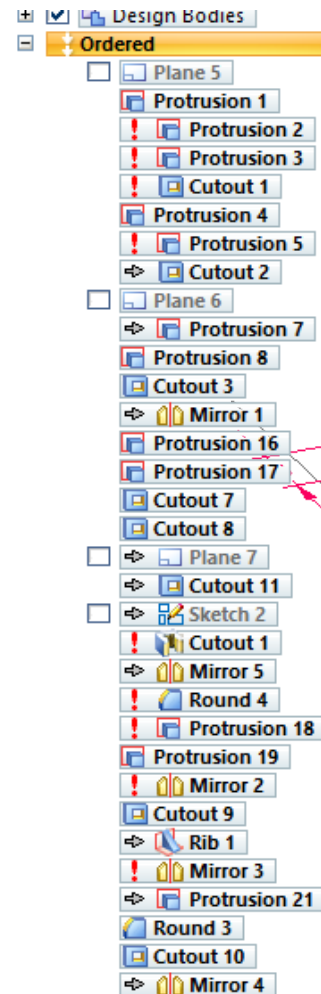 Design Bodies
Ordered
Plane 5
Protrusion 1
Protrusion 2
Protrusion 3
Cutout 1
Protrusion 4
Protrusion 5
Cutout 2
Plane 6
Protrusion 7
Protrusion 8
Cutout 3
Mirror 1
Protrusion 16
Protrusion 17
Cutout 7
Cutout 8
Plane 7
Cutout 11
Sketch 2
Cutout 1
Mirror 5
Round 4
Protrusion 18
Protrusion 19
Mirror 2
Cutout 9
Rib 1
Mirror 3
Protrusion 21
Round 3
Cutout 10
Mirror 4